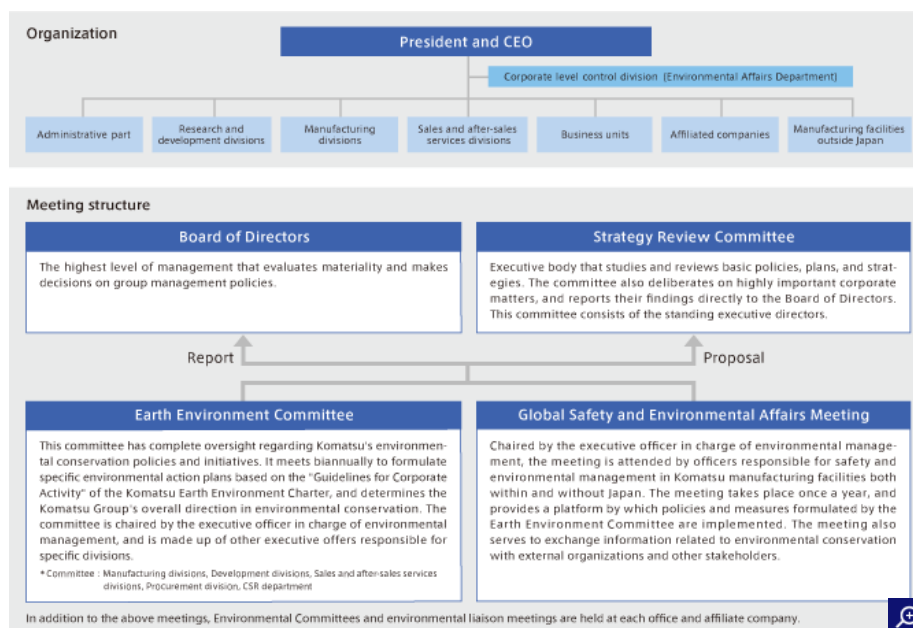 Organization
President and CEO
Corporate level control division (Environmental Affairs Department)
Administrative part
Research and
development divisions
Manufacturing
divisions
Sales and after-sales
services divisions
Business units
Affiliated companies
Manufacturing facilities
outside Japan
Meeting structure
Board of Directors
The highest level of management that evaluates materiality and makes
decisions on group management policies.
Strategy Review Committee
Executive body that studies and reviews basic policies, plans, and strat-
egies. The committee also deliberates on highly important corporate
matters, and reports their findings directly to the Board of Directors.
This committee consists of the standing executive directors.
Report
Proposal
Earth Environment Committee
This committee has complete oversight regarding Komatsu's environmen-
tal conservation policies and initiatives. It meets biannually to formulate
specific environmental action plans based on the "Guidelines for Corporate
Activity" of the Komatsu Earth Environment Charter, and determines the
Komatsu Group's overall direction in environmental conservation. The
committee is chaired by the executive officer in charge of environmental
management, and is made up of other executive offers responsible for
specific divisions.
* Committee : Manufacturing divisions, Development divisions, Sales and after-sales services
divisions, Procurement division, CSR department
Global Safety and Environmental Affairs Meeting
Chaired by the executive officer in charge of environmental manage-
ment, the meeting is attended by officers responsible for safety and
environmental management in Komatsu manufacturing facilities both
within and without Japan. The meeting takes place once a year, and
provides a platform by which policies and measures formulated by the
Earth Environment Committee are implemented. The meeting also
serves to exchange information related to environmental conservation
with external organizations and other stakeholders.
In addition to the above meetings, Environmental Committees and environmental liaison meetings are held at each office and affiliate company.